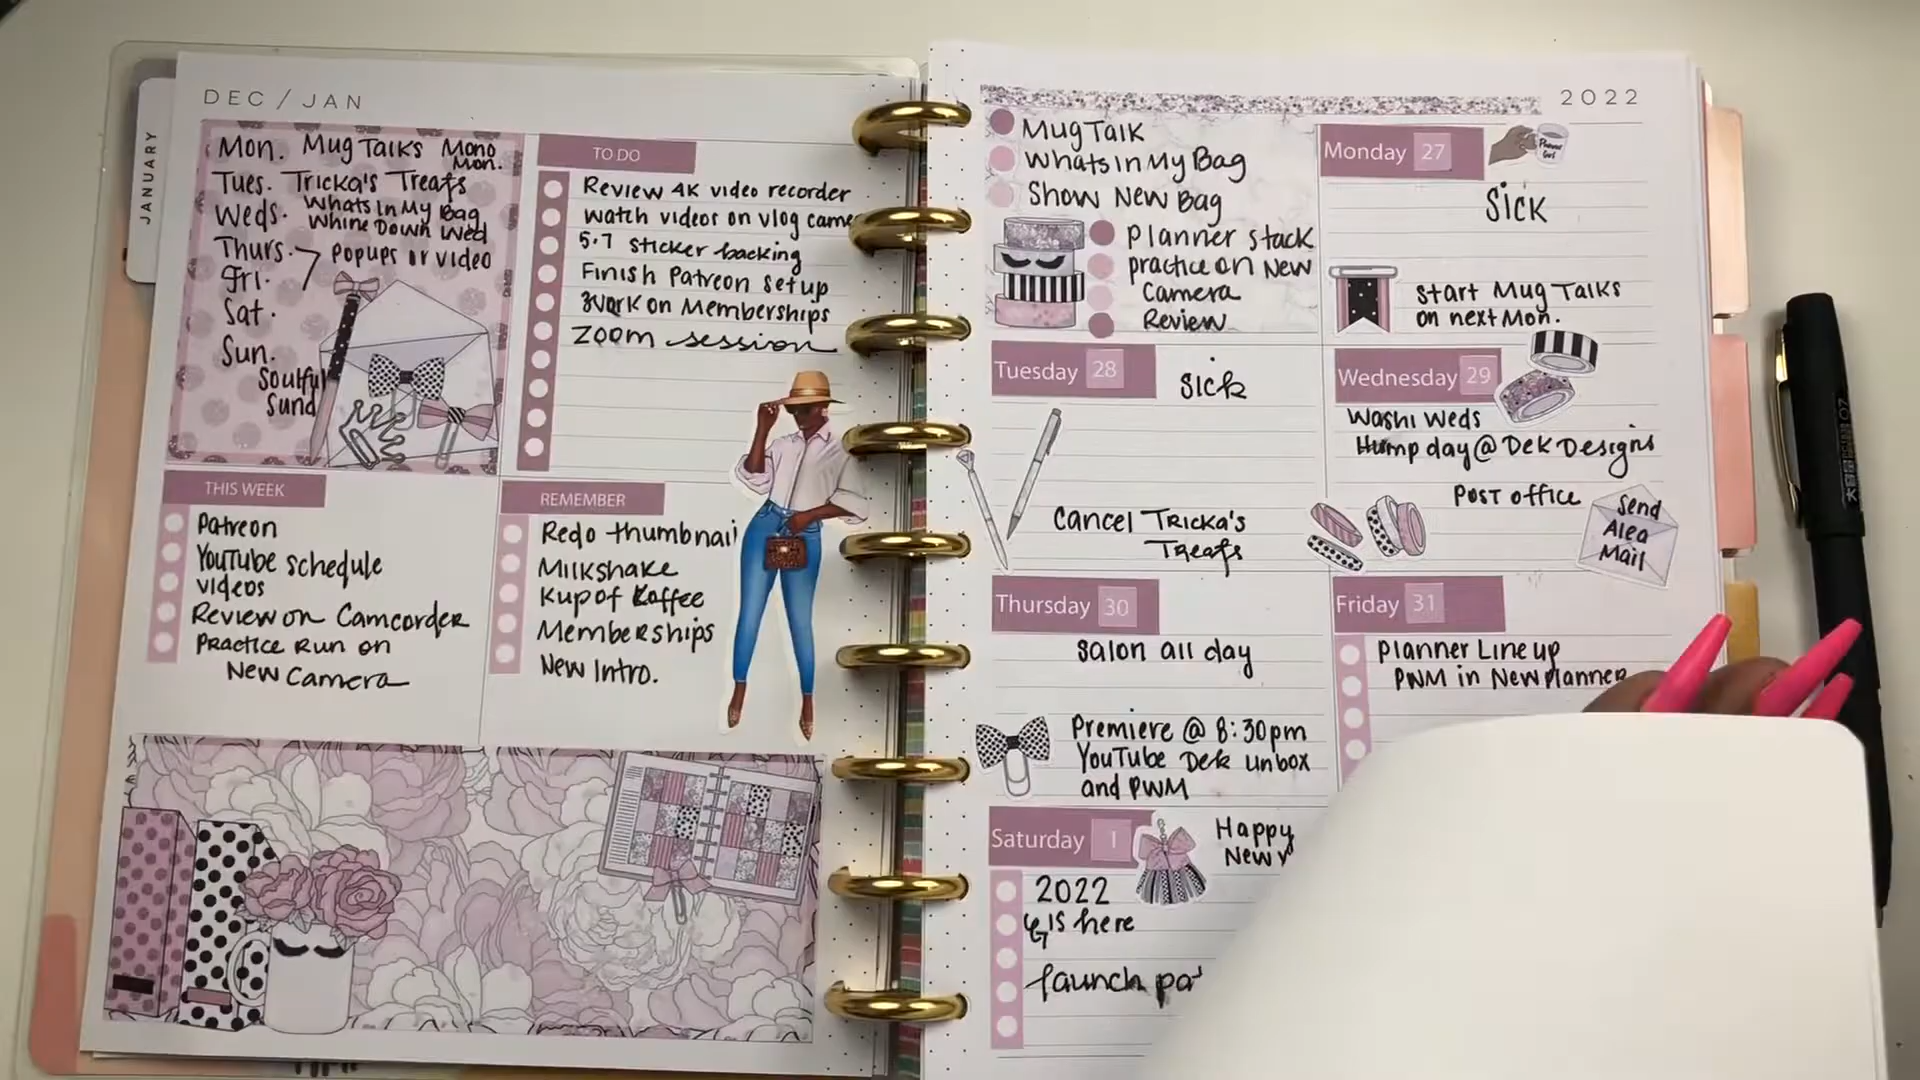 DEC / JAN
JANUARY
Mon. Mug Talks Mono
Mon.
Tues. Tricka's Treats
Weds. Whats In My Bag
Whine Down Wed
Thurs. Popups or video
Fri.
Sat.
Sun.
Soulful
Sund
TO DO
Review 4K video recorder
watch videos on vlog came
5.7 sticker backing
Finish Patreon setup
Work on Memberships
Zoom session
THIS WEEK
Patreon
YouTube schedule
videos
Review on Camcorder
Practice Run on
New Camera
REMEMBER
Redo thumbnail
Milkshake
Kup of Koffee
Memberships
New Intro.
2022
Mug Talk
Whats In My Bag
Show New Bag
Planner stack
practice on New
Camera
Review
Monday 27
Planner
Girl
Sick
Start Mug Talks
on next Mon.
Tuesday 28
Sick
Cancel Tricka's
Treats
Wednesday 29
Washi Weds
Hump day @ Dek Designs
Post office
Send
Alea
Mail
Thursday 30
Salon all day
Premiere @ 8:30pm
YouTube Dek unbox
and PWM
Friday 31
Planner Line up
PWM in New Planner
Saturday 1
Happy
New
2022
is here
launch